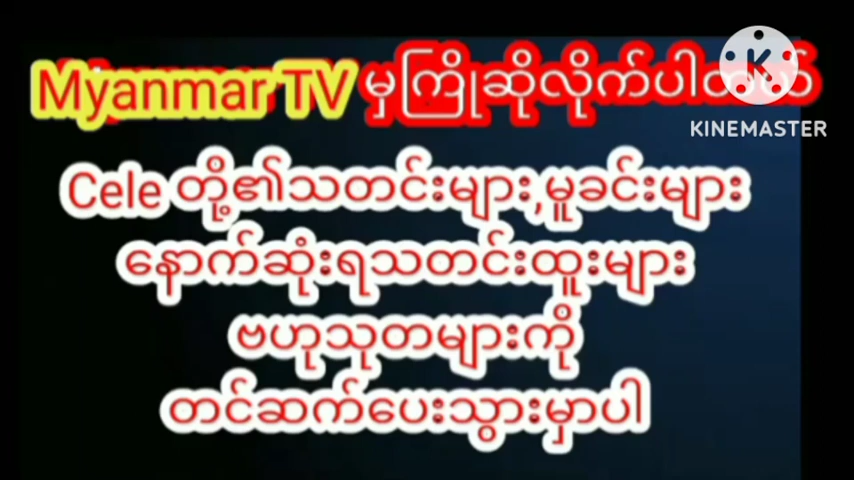 Myanmar TV မှကြိုဆိုလိုက်ပါတယ်
KINEMASTER
Cele တို့၏သတင်းများ,မူခင်းများ
နောက်ဆုံးရသတင်းထူးများ
ဗဟုသုတများကို
တင်ဆက်ပေးသွားမှာပါ